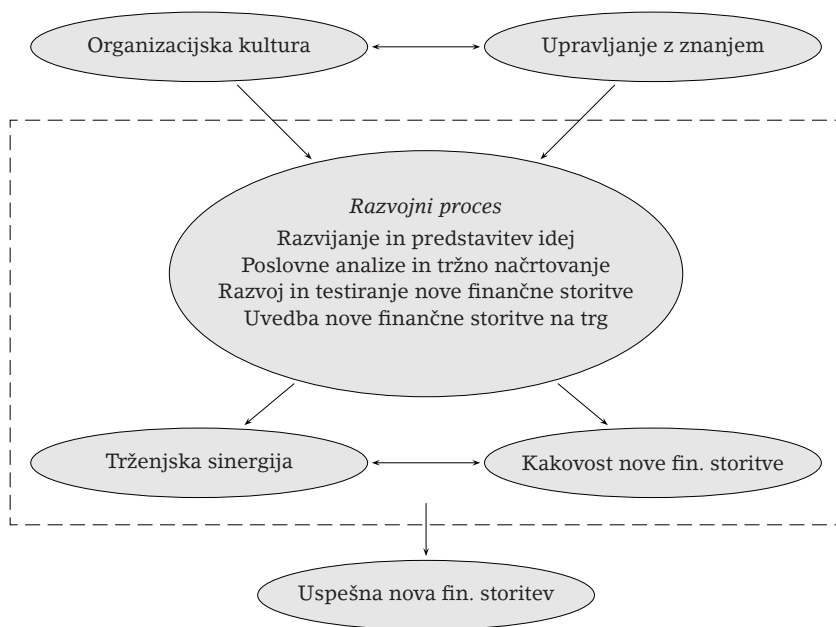 Organizacijska kultura
Upravljanje z znanjem
Razvojni proces
Razvijanje in predstavitev idej
Poslovne analize in tržno načrtovanje
Razvoj in testiranje nove finančne storitve
Uvedba nove finančne storitve na trg
Trženjska sinergija
Kakovost nove fin. storitve
Uspešna nova fin. storitev